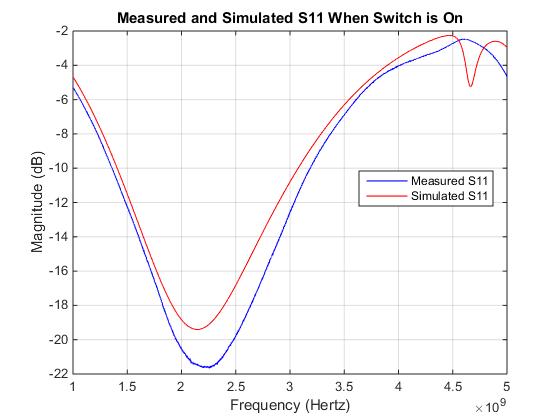 Measured and Simulated S11 When Switch is On
Magnitude (dB)
-2
-4
-6
-8
-10
-12
-14
-16
-18
-20
-22
Measured S11
Simulated S11
1 1.5 2 2.5 3 3.5 4 4.5 5
Frequency (Hertz)
×10⁹